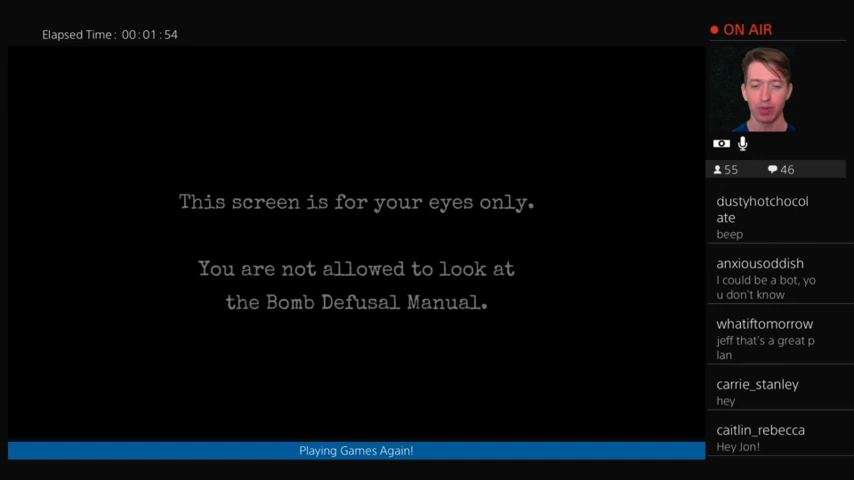 Elapsed Time: 00:01:54
ON AIR
This screen is for your eyes only.
You are not allowed to look at
the Bomb Defusal Manual.
Playing Games Again!
55
46
dustyhotchocol
ate
beep
anxiousoddish
I could be a bot, yo
u don't know
whatiftomorrow
jeff that's a great p
lan
carrie_stanley
hey
caitlin_rebecca
Hey Jon!